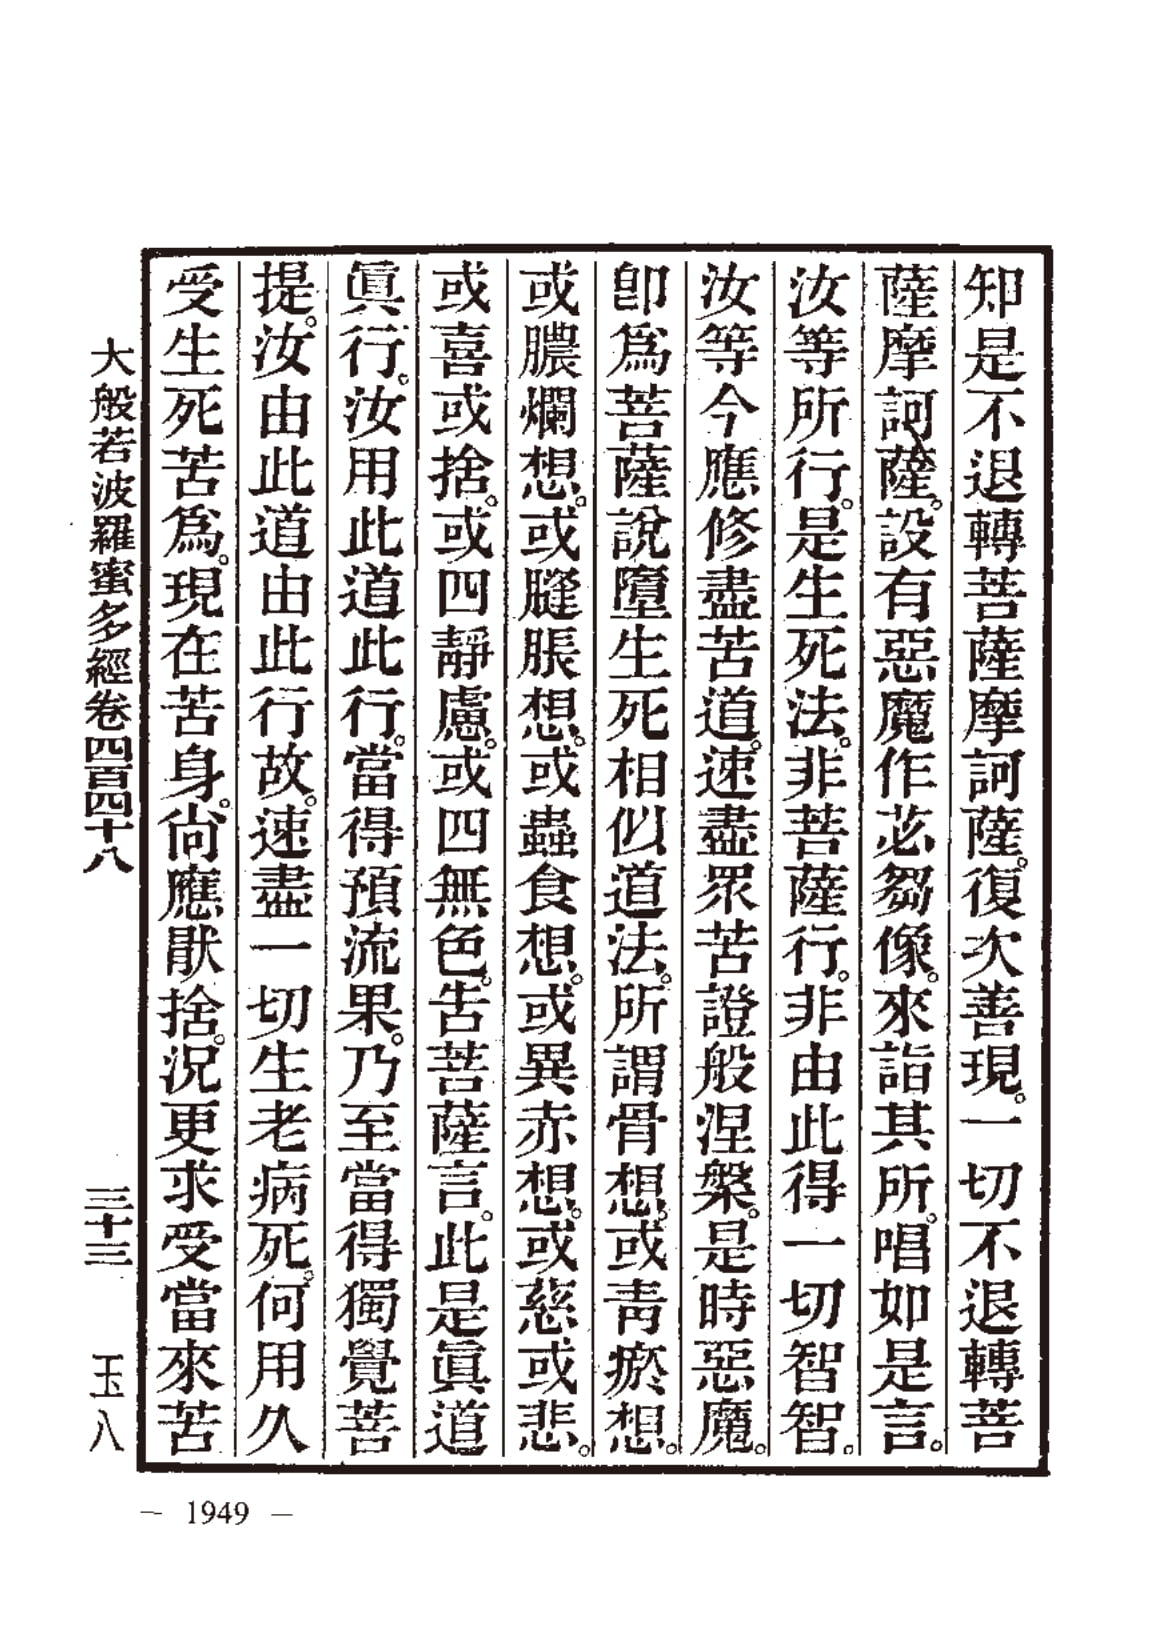 知是不退轉菩薩摩訶薩。復次善現。一切不退轉菩
薩摩訶薩。設有惡魔作苾芻像。來詣其所。唱如是言。
汝等所行。是生死法。非菩薩行。非由此得一切智智。
汝等今應修盡苦道。速盡眾苦證般涅槃。是時惡魔。
卽爲菩薩說墮生死相似道法。所謂骨想。或靑瘀想。
或膿爛想。或膖脹想。或蟲食想。或異赤想。或慈或悲。
或喜或捨。或四靜慮。或四無色。吿菩薩言。此是眞道
眞行。汝用此道此行。當得預流果。乃至當得獨覺菩
提。汝由此道由此行故。速盡一切生老病死。何用久
受生死苦爲。現在苦身。尙應猒捨。況更求受當來苦
大般若波羅蜜多經卷四百四十八 三十三 玉八
— 1949 —